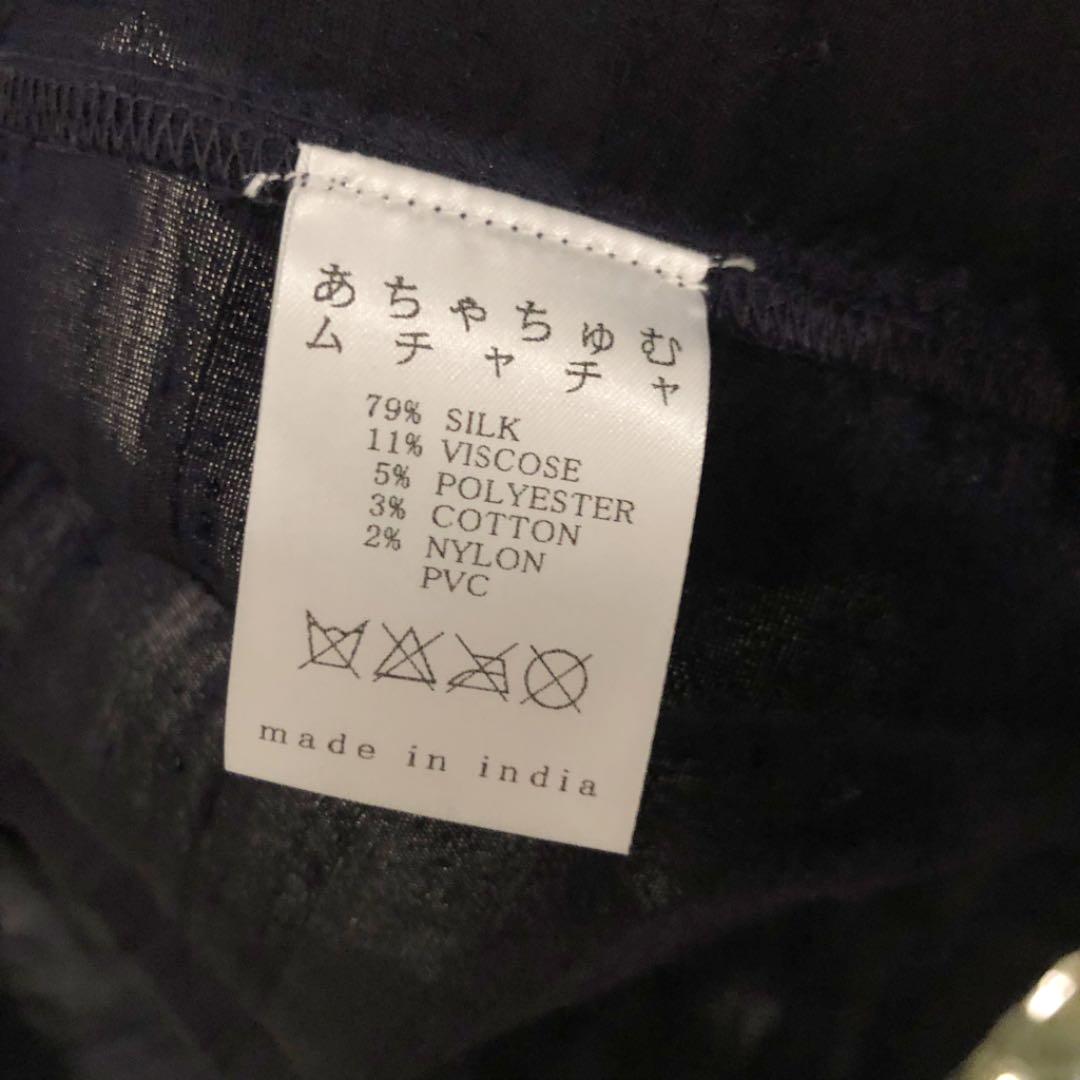 あちゃちゅむ
ムチャチャ
79% SILK
11% VISCOSE
5% POLYESTER
3% COTTON
2% NYLON
PVC
made in india